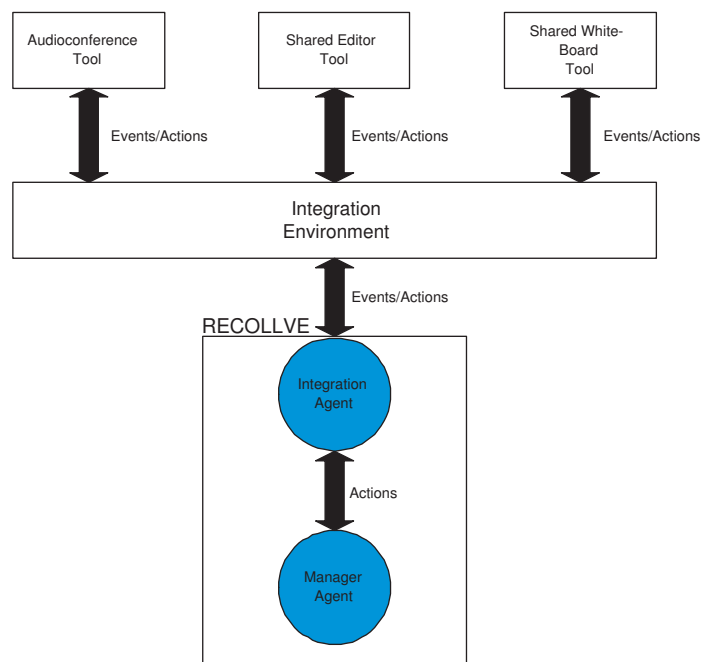 Audioconference
Tool
Shared Editor
Tool
Shared White-
Board
Tool
Events/Actions
Events/Actions
Events/Actions
Integration
Environment
Events/Actions
RECOLLVE
Integration
Agent
Actions
Manager
Agent